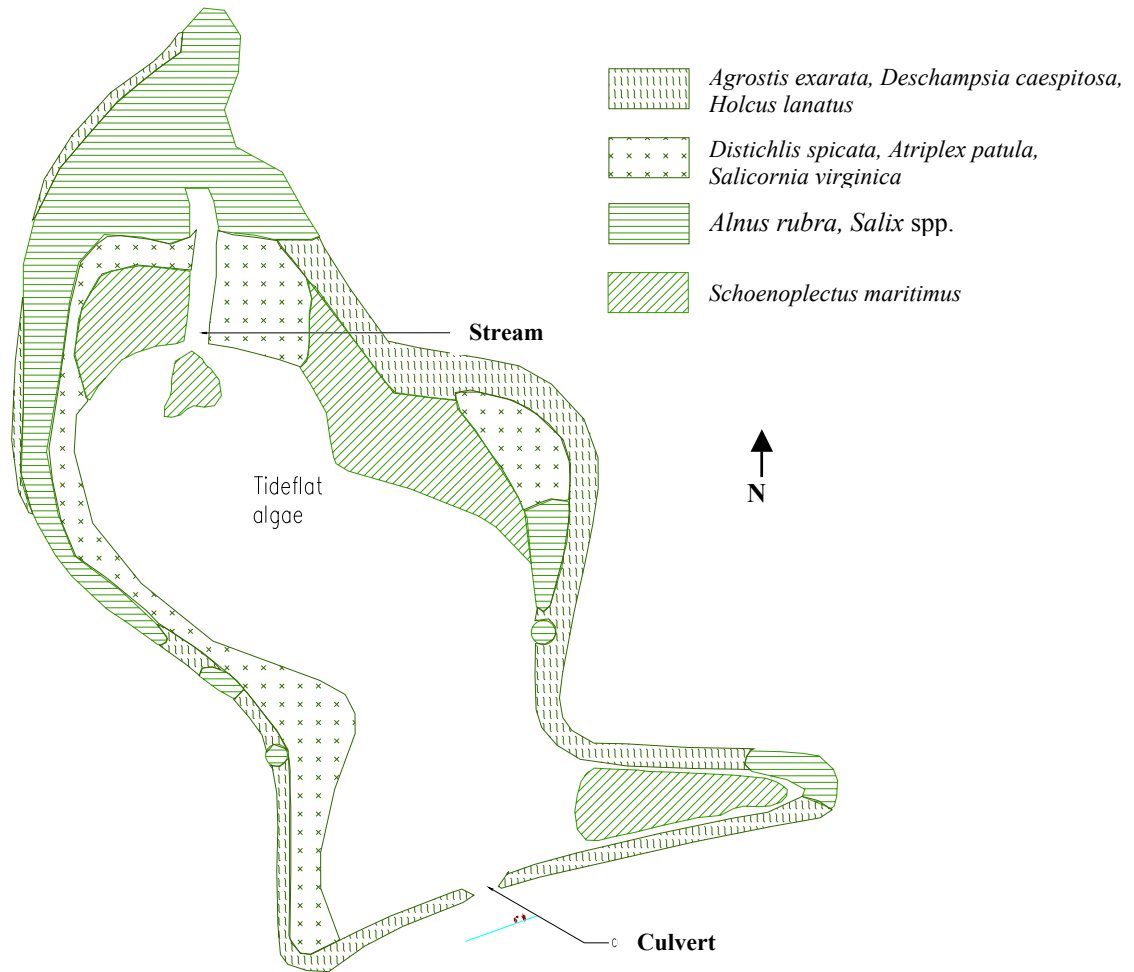 Agrostis exarata, Deschampsia caespitosa,
Holcus lanatus
Distichlis spicata, Atriplex patula,
Salicornia virginica
Alnus rubra, Salix spp.
Schoenoplectus maritimus
Stream
Tideflat
algae
N
Culvert